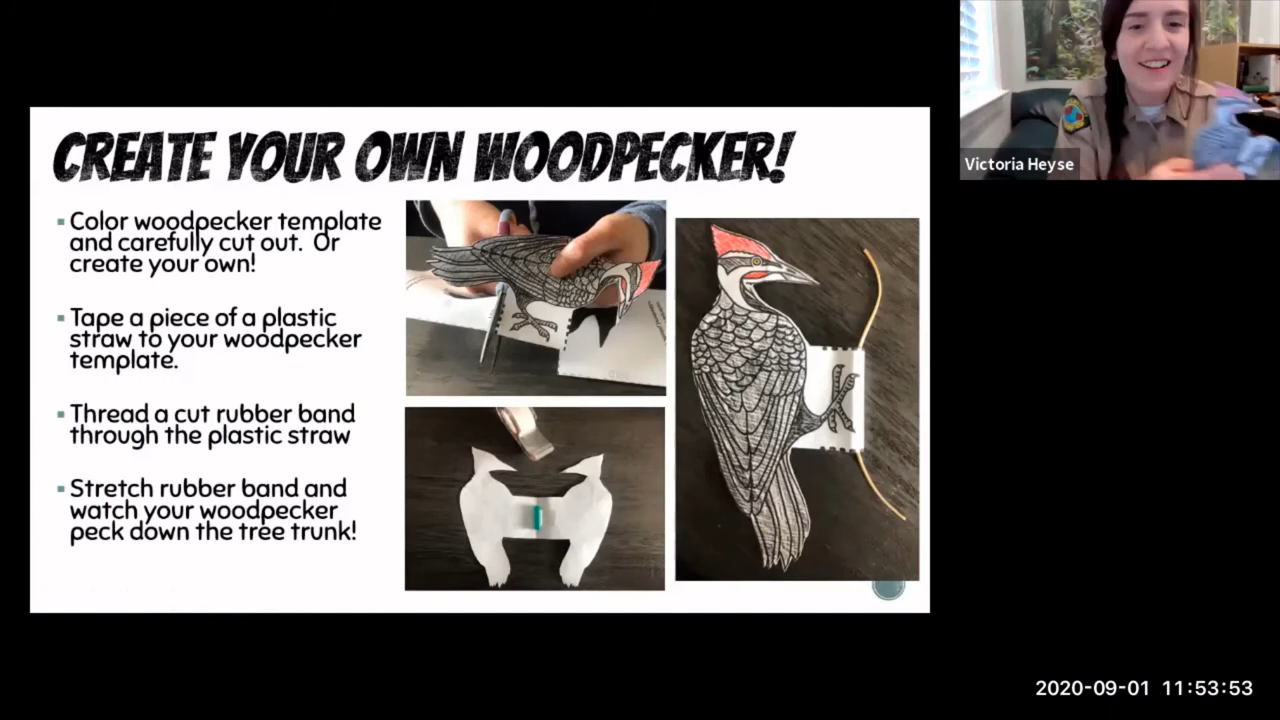 CREATE YOUR OWN WOODPECKER!
▪ Color woodpecker template
and carefully cut out. Or
create your own!
▪ Tape a piece of a plastic
straw to your woodpecker
template.
▪ Thread a cut rubber band
through the plastic straw
▪ Stretch rubber band and
watch your woodpecker
peck down the tree trunk!
Victoria Heyse
2020-09-01 11:53:53